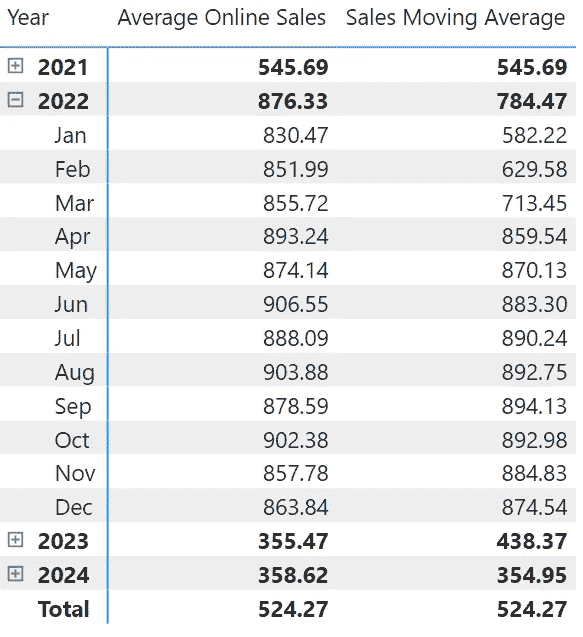 Year Average Online Sales Sales Moving Average
2021 545.69 545.69
2022 876.33 784.47
Jan 830.47 582.22
Feb 851.99 629.58
Mar 855.72 713.45
Apr 893.24 859.54
May 874.14 870.13
Jun 906.55 883.30
Jul 888.09 890.24
Aug 903.88 892.75
Sep 878.59 894.13
Oct 902.38 892.98
Nov 857.78 884.83
Dec 863.84 874.54
2023 355.47 438.37
2024 358.62 354.95
Total 524.27 524.27